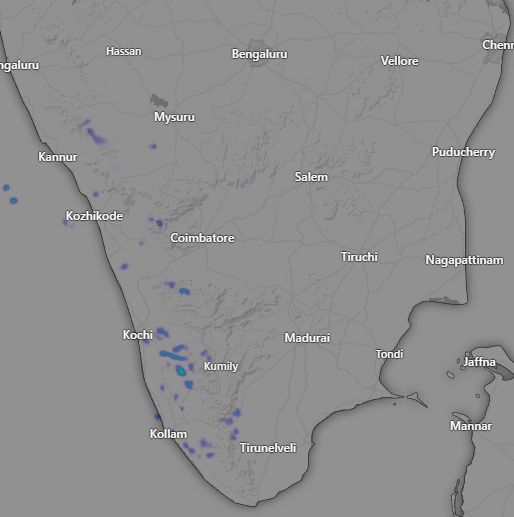 Hassan
Bengaluru
Chenn
Vellore
ngaluru
Mysuru
Kannur
Puducherry
Salem
Kozhikode
Coimbatore
Tiruchi
Nagapattinam
Kochi
Madurai
Tondi
Kumily
Jaffna
Mannar
Kollam
Tirunelveli